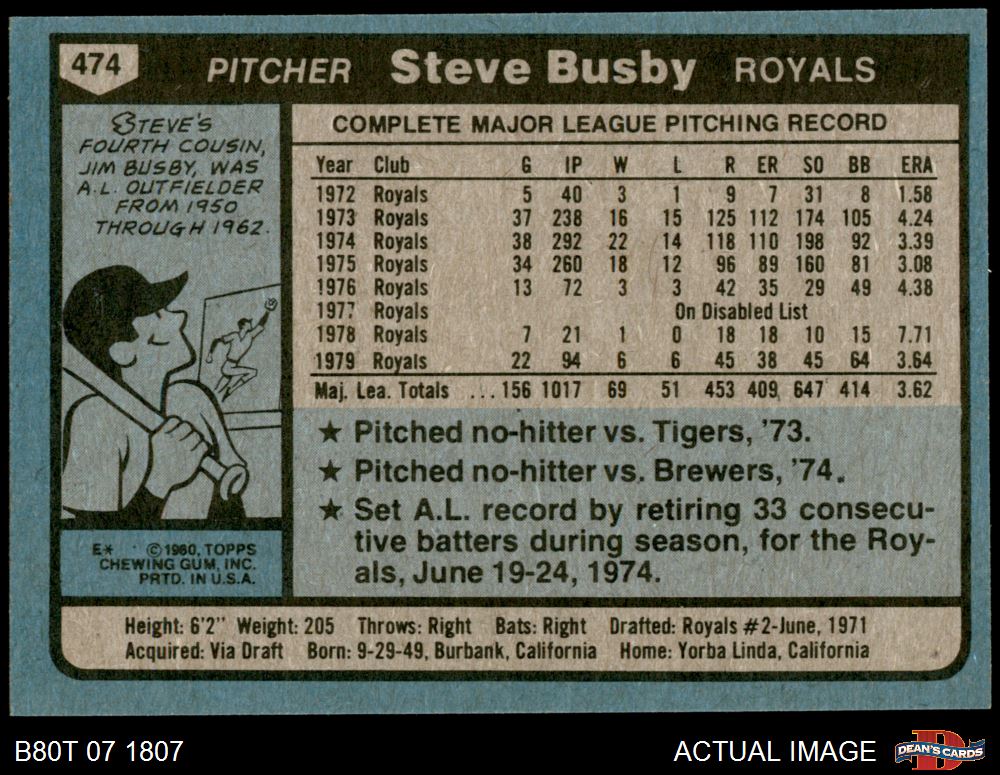 474 PITCHER Steve Busby ROYALS
STEVE'S
FOURTH COUSIN,
JIM BUSBY, WAS
A.L. OUTFIELDER
FROM 1950
THROUGH 1962.
COMPLETE MAJOR LEAGUE PITCHING RECORD
Year Club G IP W L R ER SO BB ERA
1972 Royals 5 40 3 1 9 7 31 8 1.58
1973 Royals 37 238 16 15 125 112 174 105 4.24
1974 Royals 38 292 22 14 118 110 198 92 3.39
1975 Royals 34 260 18 12 96 89 160 81 3.08
1976 Royals 13 72 3 3 42 35 29 49 4.38
1977 Royals On Disabled List
1978 Royals 7 21 1 0 18 18 10 15 7.71
1979 Royals 22 94 6 6 45 38 45 64 3.64
Maj. Lea. Totals ...156 1017 69 51 453 409 647 414 3.62
★ Pitched no-hitter vs. Tigers, '73.
★ Pitched no-hitter vs. Brewers, '74.
★ Set A.L. record by retiring 33 consecu-
tive batters during season, for the Roy-
als, June 19-24, 1974.
E* ©1980, TOPPS
CHEWING GUM, INC.
PRTD. IN U.S.A.
Height: 6'2" Weight: 205 Throws: Right Bats: Right Drafted: Royals #2-June, 1971
Acquired: Via Draft Born: 9-29-49, Burbank, California Home: Yorba Linda, California
B80T 07 1807 ACTUAL IMAGE DEAN'S CARDS